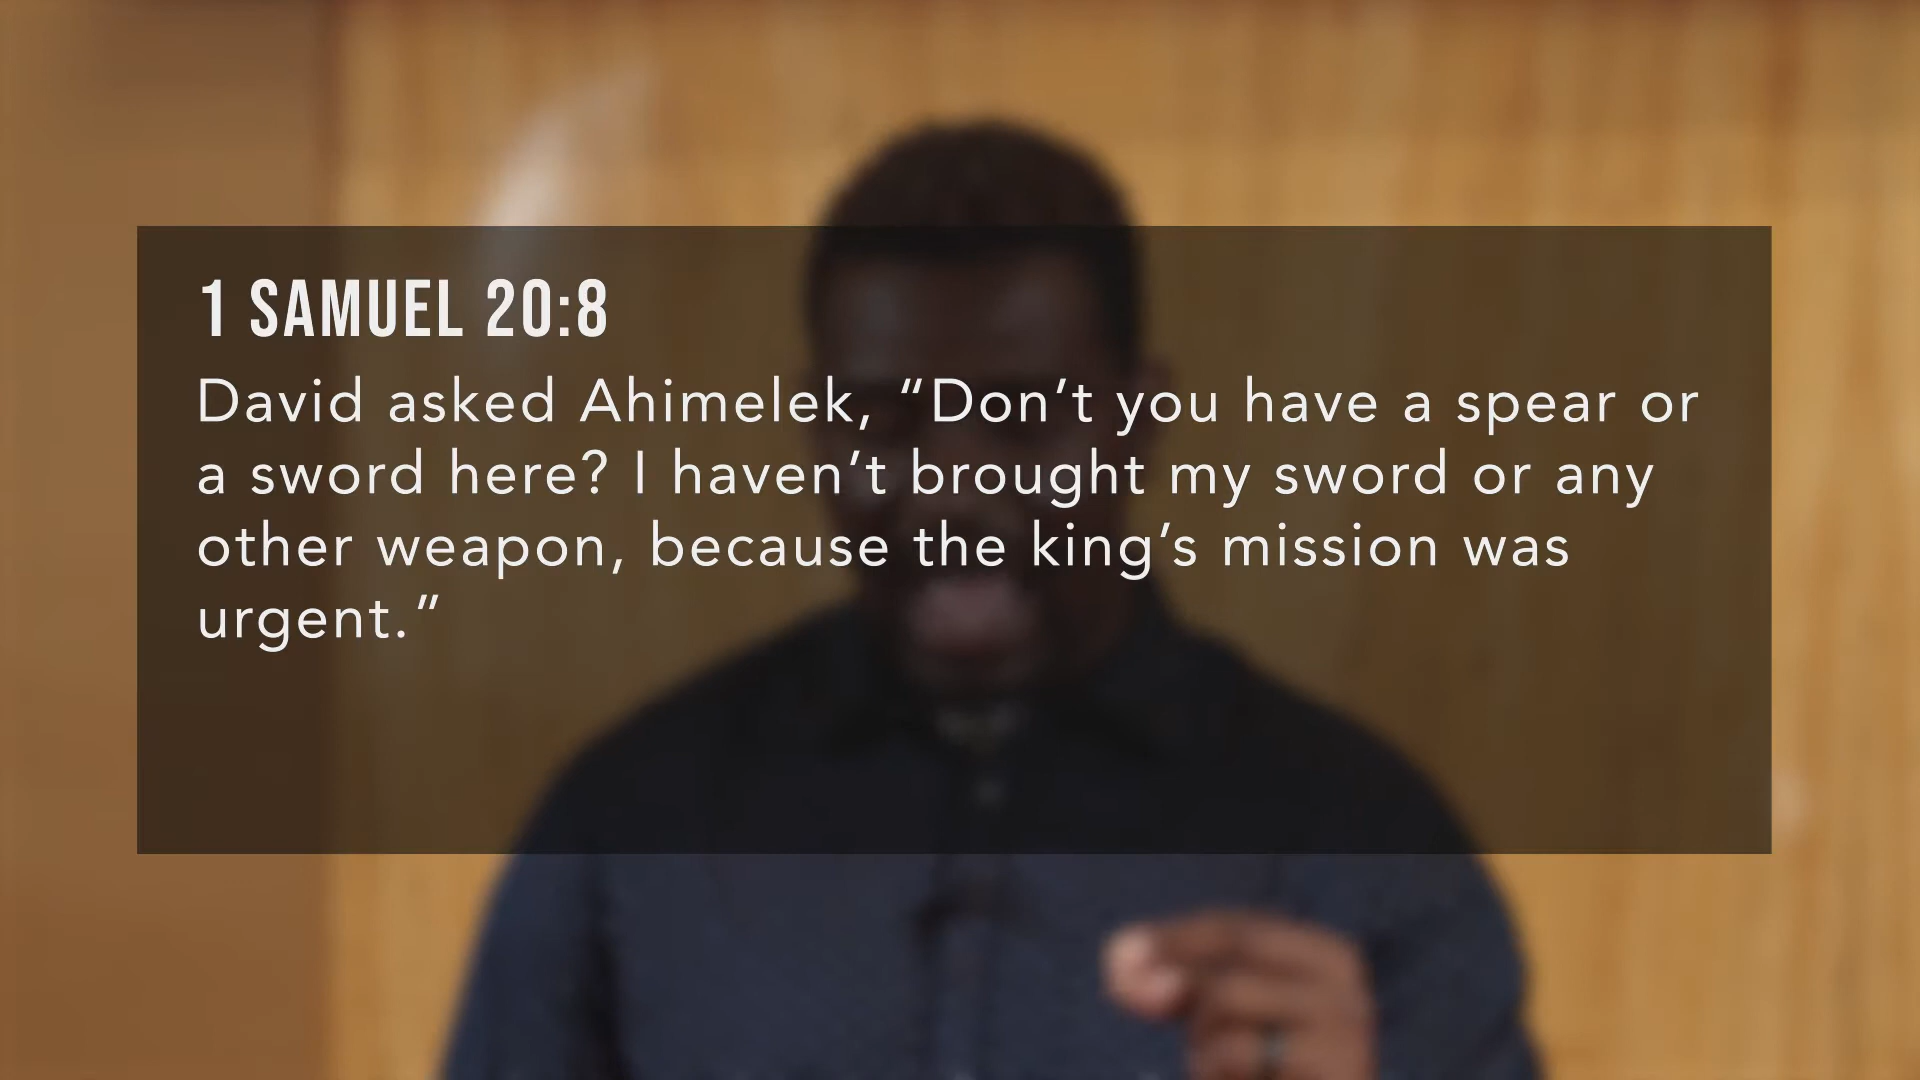 1 SAMUEL 20:8
David asked Ahimelek, “Don’t you have a spear or
a sword here? I haven’t brought my sword or any
other weapon, because the king’s mission was
urgent.”